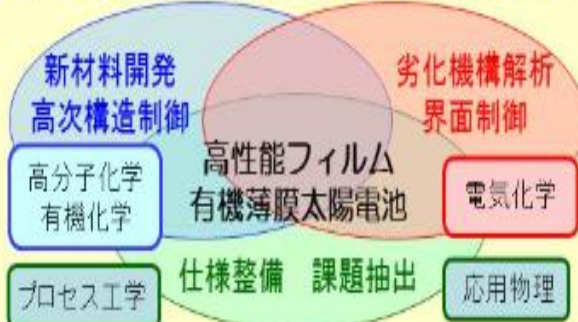 新材料開発
高次構造制御
劣化機構解析
界面制御
高分子化学
有機化学
高性能フィルム
有機薄膜太陽電池
電気化学
仕様整備　課題抽出
プロセス工学
応用物理